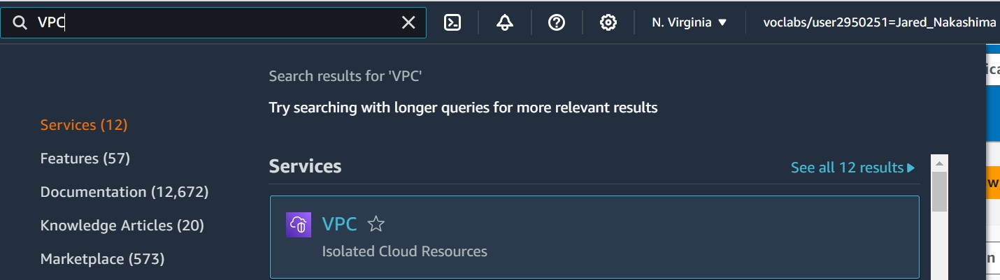 VPC
N. Virginia ▼
voclabs/user2950251=Jared_Nakashima
Search results for 'VPC'
Try searching with longer queries for more relevant results
Services (12)
Features (57)
Documentation (12,672)
Knowledge Articles (20)
Marketplace (573)
Services
See all 12 results
VPC
Isolated Cloud Resources
ica
w
n